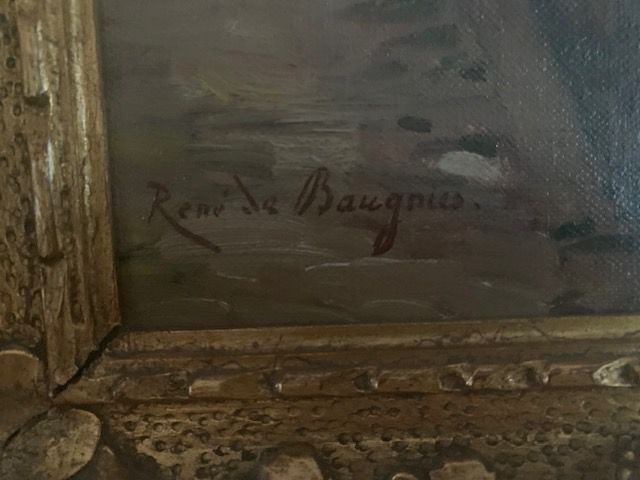 René de Baugnies.